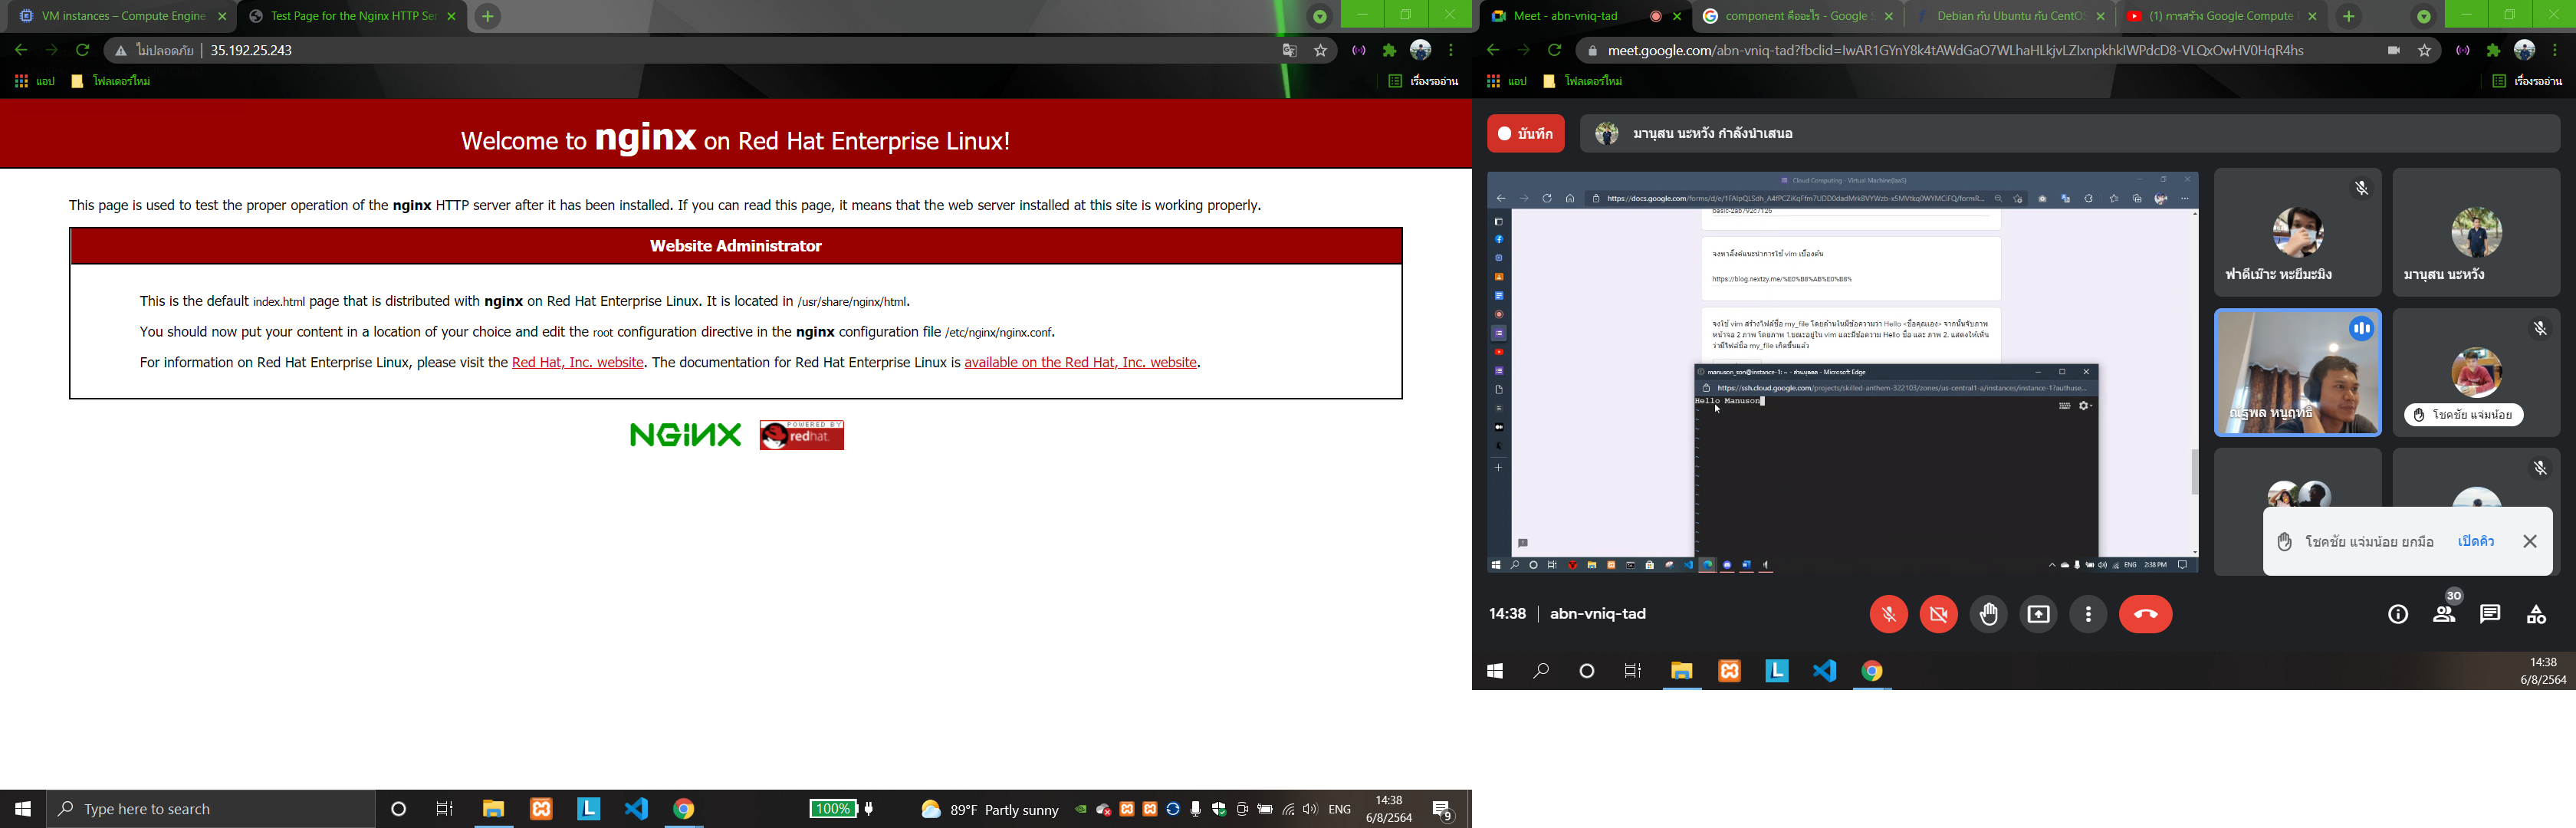 VM instances – Compute Engine
Test Page for the Nginx HTTP Ser
ไม่ปลอดภัย
35.192.25.243
แอป
โฟลเดอร์ใหม่
เรื่องรออ่าน
Welcome to nginx on Red Hat Enterprise Linux!
This page is used to test the proper operation of the nginx HTTP server after it has been installed. If you can read this page, it means that the web server installed at this site is working properly.
Website Administrator
This is the default index.html page that is distributed with nginx on Red Hat Enterprise Linux. It is located in /usr/share/nginx/html.
You should now put your content in a location of your choice and edit the root configuration directive in the nginx configuration file /etc/nginx/nginx.conf.
For information on Red Hat Enterprise Linux, please visit the Red Hat, Inc. website. The documentation for Red Hat Enterprise Linux is available on the Red Hat, Inc. website.
NGINX
POWERED BY
redhat
Type here to search
100%
89°F Partly sunny
ENG
14:38
6/8/2564
9
Meet - abn-vniq-tad
component คืออะไร - Google S
Debian กับ Ubuntu กับ CentOS
(1) การสร้าง Google Compute
meet.google.com/abn-vniq-tad?fbclid=IwAR1GYnY8k4tAWdGaO7WLhaHLkjvLZIxnpkhkIWPdcD8-VLQxOwHV0HqR4hs
แอป
โฟลเดอร์ใหม่
เรื่องรออ่าน
บันทึก
มานุสน นะหวัง กำลังนำเสนอ
Cloud Computing - Virtual Machine(IaaS)
basic-2ab792c7126
จงหาลิ้งค์แนะนำการใช้ vim เบื้องต้น
https://blog.nextzy.me/%E0%B8%AB%E0%B8%
จงใช้ vim สร้างไฟล์ชื่อ my_file โดยด้านในมีข้อความว่า Hello <ชื่อคุณเอง> จากนั้นจับภาพ
หน้าจอ 2 ภาพ โดยภาพ 1.ขณะอยู่ใน vim และมีข้อความ Hello ชื่อ และ ภาพ 2. แสดงให้เห็น
ว่ามีไฟล์ชื่อ my_file เกิดขึ้นแล้ว
manuson_son@instance-1: ~ - ส่วนบุคคล - Microsoft Edge
https://ssh.cloud.google.com/projects/skilled-anthem-322103/zones/us-central1-a/instances/instance-1?authuse...
Hello Manuson
ENG
2:38 PM
ฟาดีเม๊าะ หะยีมะมิง
มานุสน นะหวัง
ณัฐพล หนูฤทธิ์
โชคชัย แจ่มน้อย
โชคชัย แจ่มน้อย ยกมือ
เปิดคิว
14:38
abn-vniq-tad
30
14:38
6/8/2564